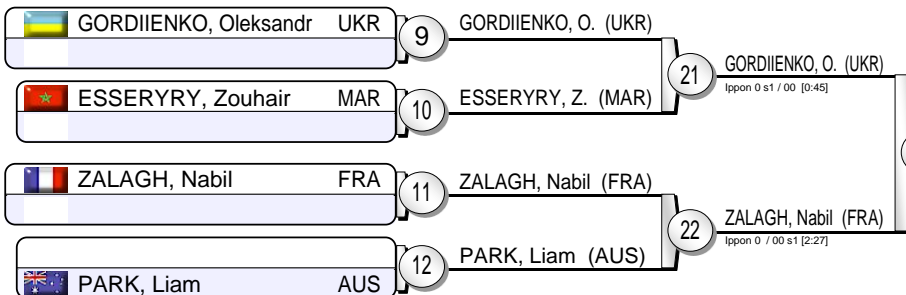 GORDIIENKO, Oleksandr UKR
9
GORDIIENKO, O. (UKR)
21
GORDIIENKO, O. (UKR)
Ippon 0 s1 / 00 [0:45]
ESSERYRY, Zouhair MAR
10
ESSERYRY, Z. (MAR)
ZALAGH, Nabil FRA
11
ZALAGH, Nabil (FRA)
22
ZALAGH, Nabil (FRA)
Ippon 0 / 00 s1 [2:27]
PARK, Liam AUS
12
PARK, Liam (AUS)